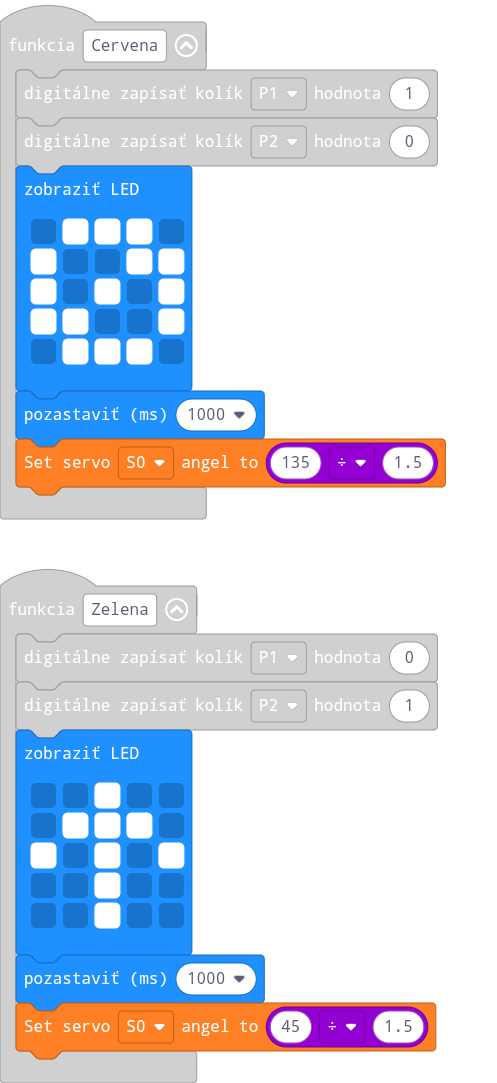 funkcia Cervena
digitálne zapísať kolík P1 hodnota 1
digitálne zapísať kolík P2 hodnota 0
zobraziť LED
pozastaviť (ms) 1000
Set servo S0 angel to 135 ÷ 1.5
funkcia Zelena
digitálne zapísať kolík P1 hodnota 0
digitálne zapísať kolík P2 hodnota 1
zobraziť LED
pozastaviť (ms) 1000
Set servo S0 angel to 45 ÷ 1.5